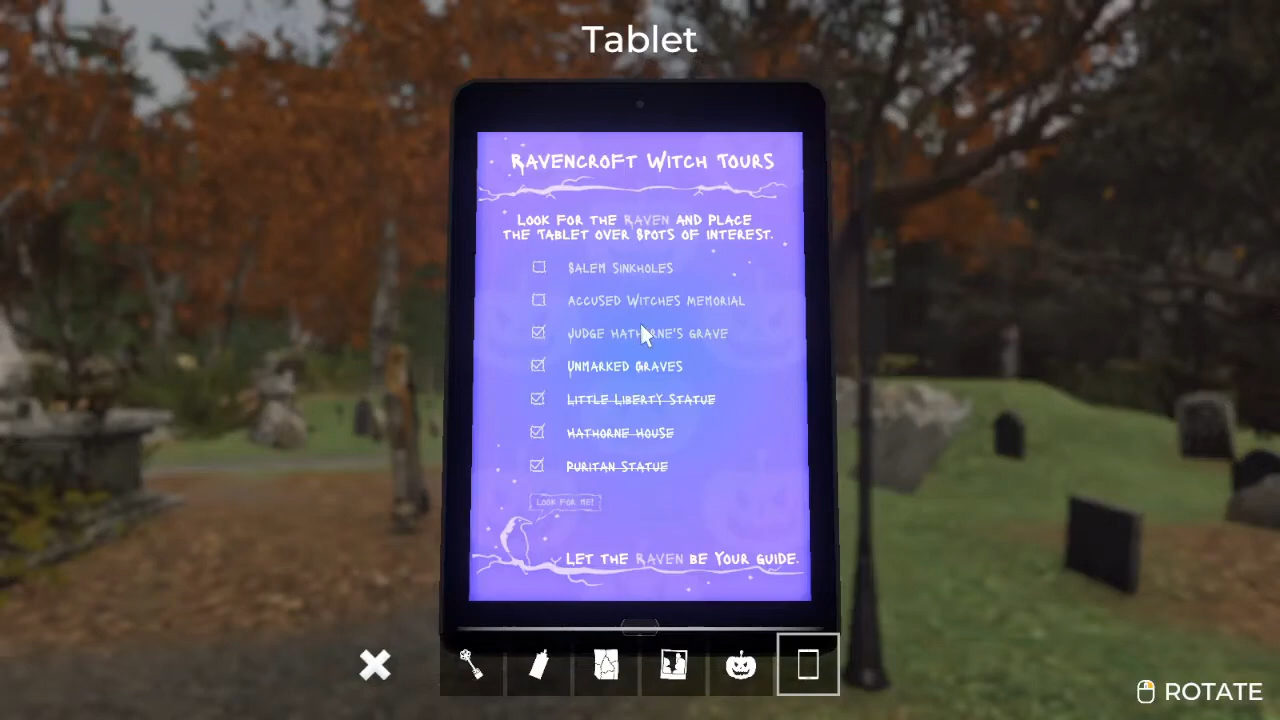 Tablet
RAVENCROFT WITCH TOURS
LOOK FOR THE RAVEN AND PLACE
THE TABLET OVER SPOTS OF INTEREST.
SALEM SINKHOLES
ACCUSED WITCHES MEMORIAL
JUDGE HATHORNE'S GRAVE
UNMARKED GRAVES
LITTLE LIBERTY STATUE
HATHORNE HOUSE
PURITAN STATUE
LOOK FOR ME!
LET THE RAVEN BE YOUR GUIDE.
ROTATE